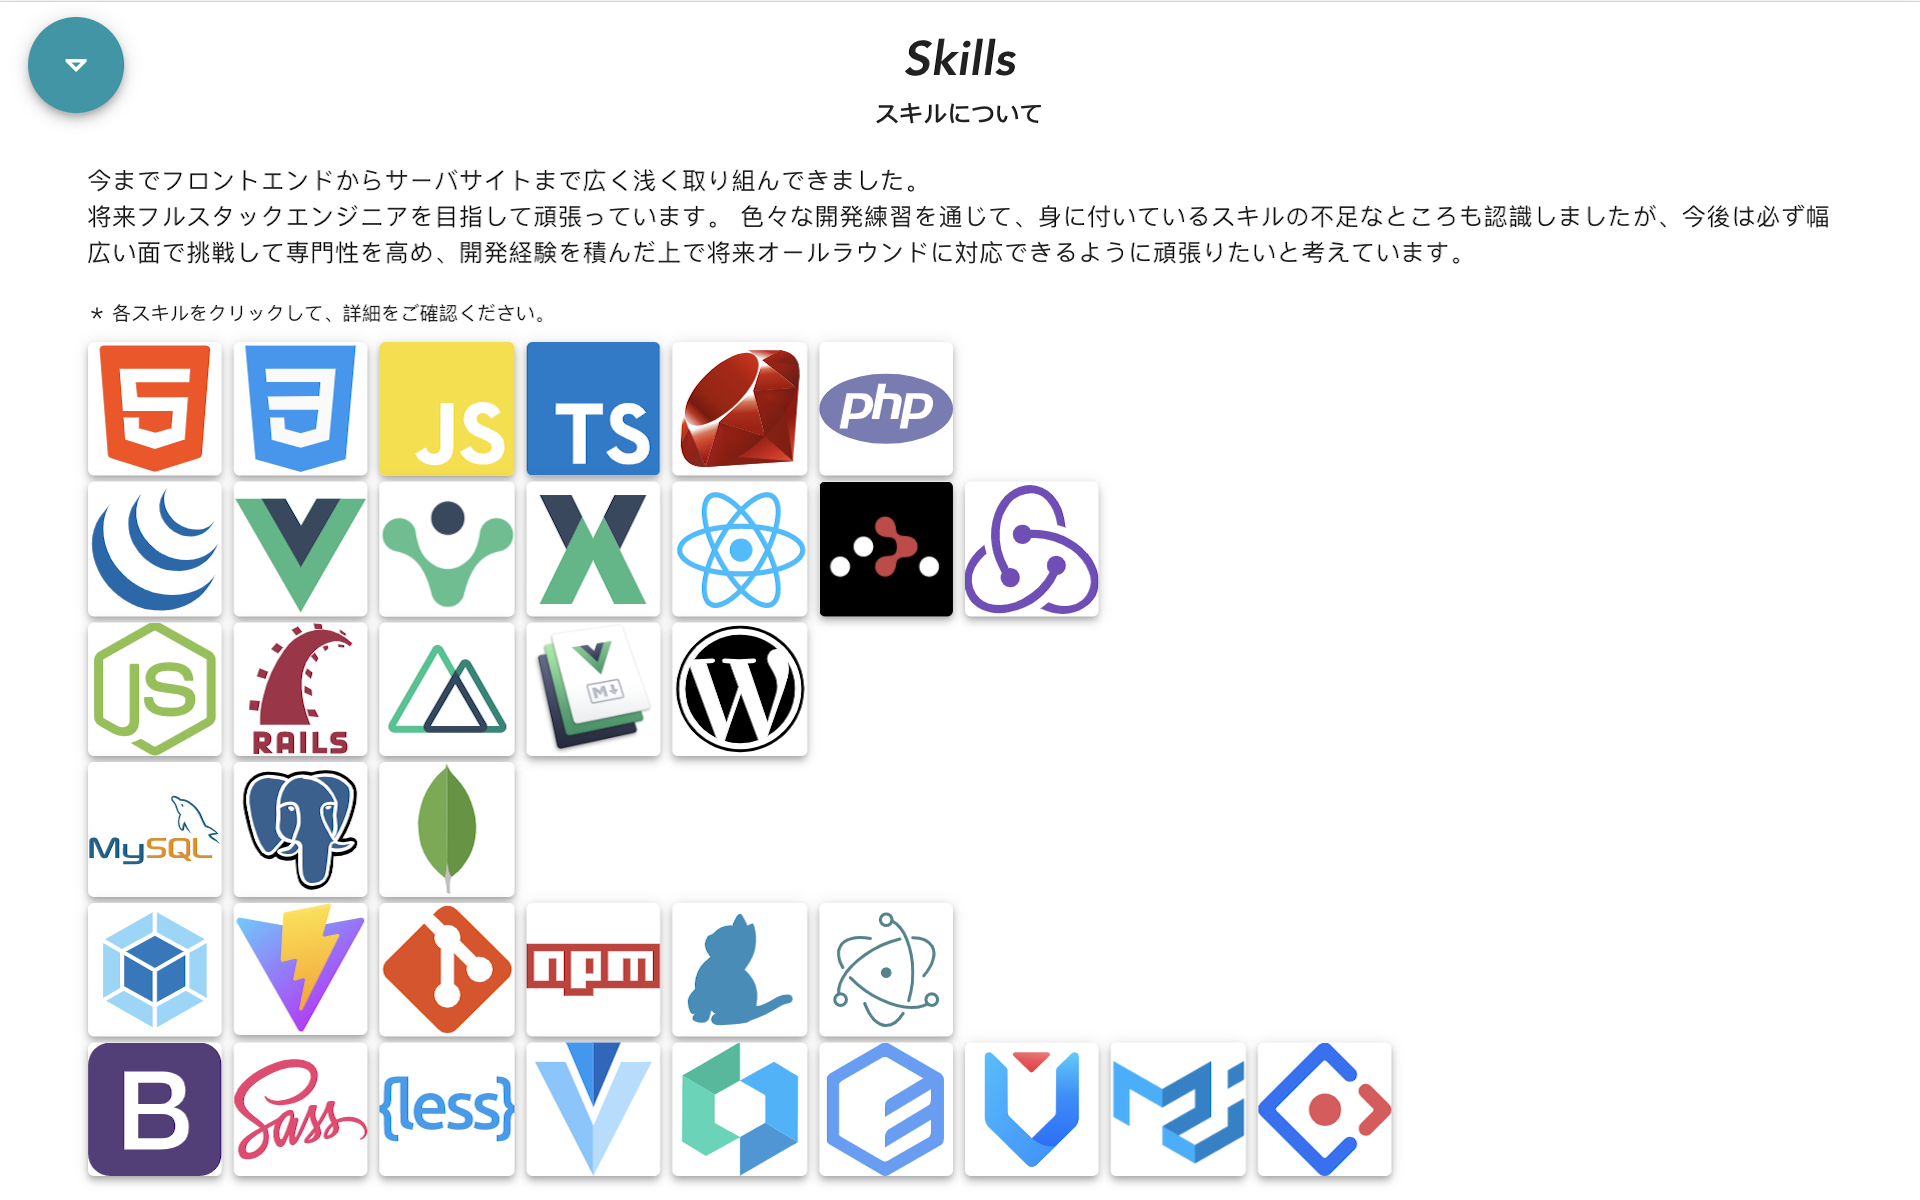 Skills
スキルについて
今までフロントエンドからサーバサイトまで広く浅く取り組んできました。
将来フルスタックエンジニアを目指して頑張っています。 色々な開発練習を通じて、身に付いているスキルの不足なところも認識しましたが、今後は必ず幅
広い面で挑戦して専門性を高め、開発経験を積んだ上で将来オールラウンドに対応できるように頑張りたいと考えています。
* 各スキルをクリックして、詳細をご確認ください。
5 3 JS TS php
JS RAILS M W
MySQL
npm
B Sass {less}